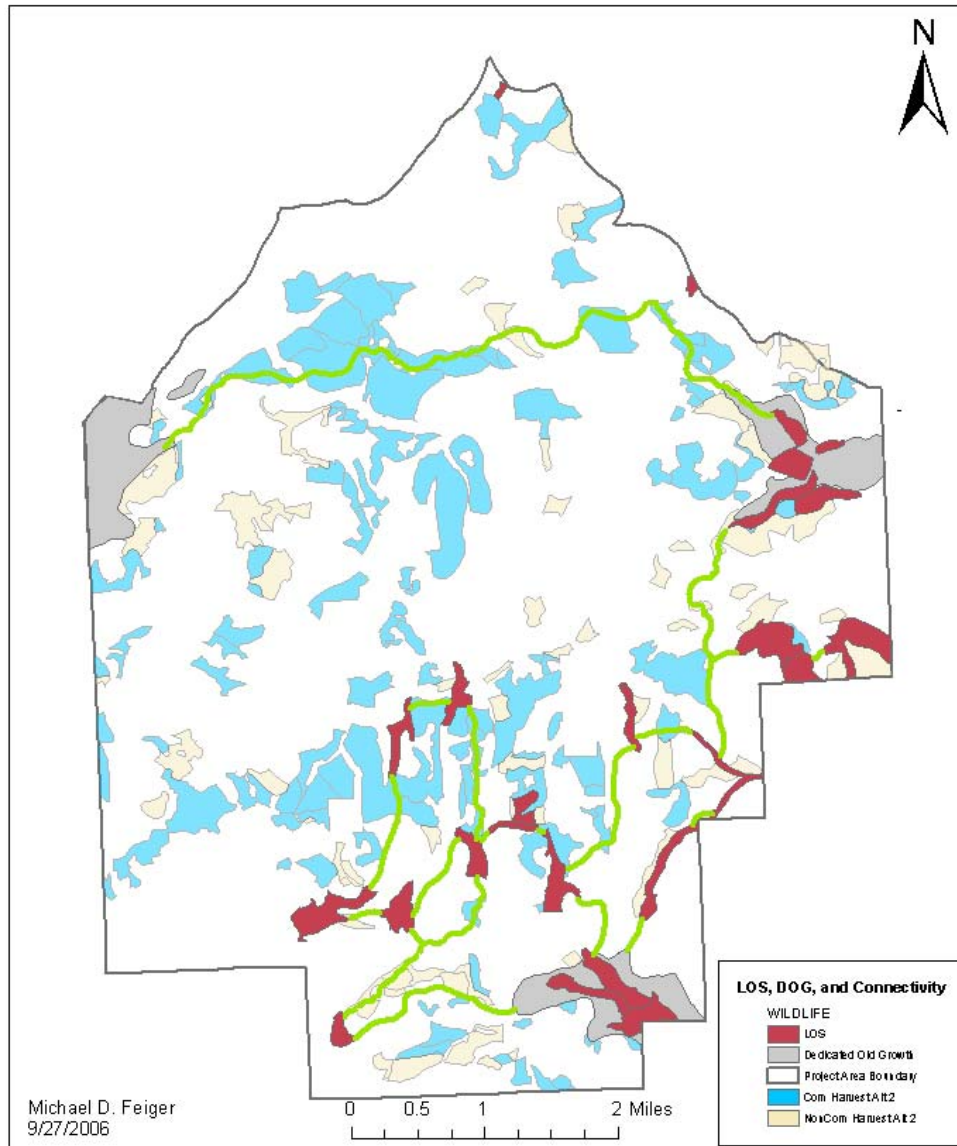 N
LOS, DOG, and Connectivity
WILDLIFE
LOS
Dedicated Old Growth
Project Area Boundary
Com Harvest Alt 2
NonCom Harvest Alt 2
Michael D. Feiger
9/27/2006
0 0.5 1 2 Miles